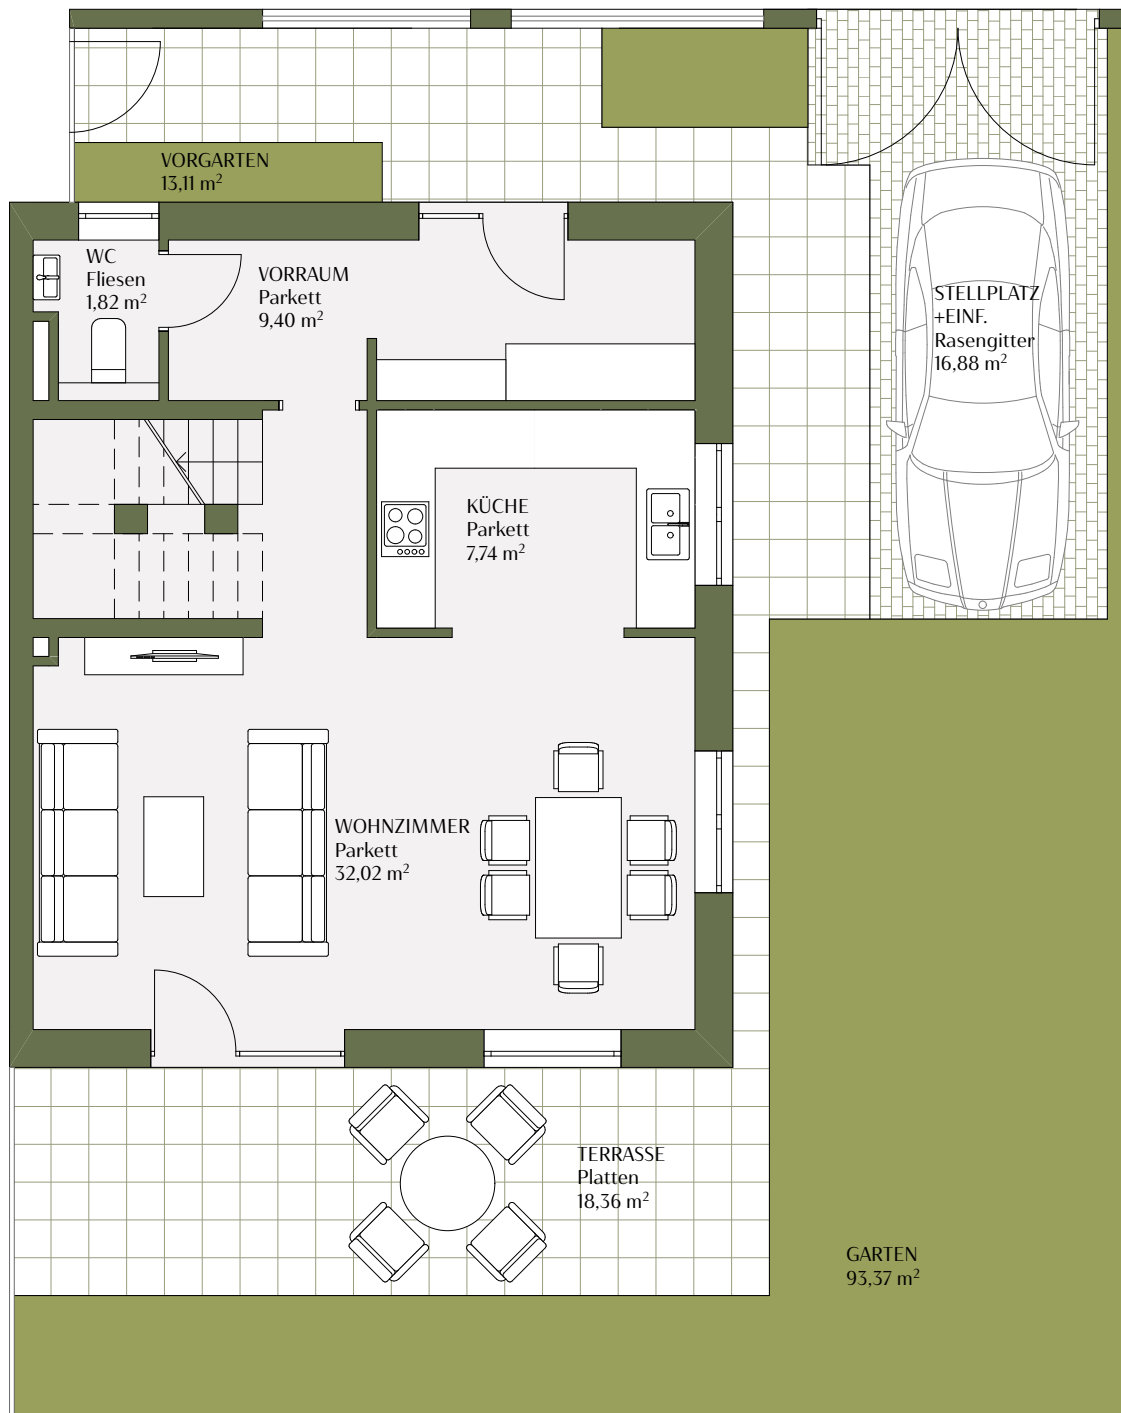 VORGARTEN
13,11 m²
WC
Fliesen
1,82 m²
VORRAUM
Parkett
9,40 m²
STELLPLATZ
+EINF.
Rasengitter
16,88 m²
KÜCHE
Parkett
7,74 m²
WOHNZIMMER
Parkett
32,02 m²
TERRASSE
Platten
18,36 m²
GARTEN
93,37 m²